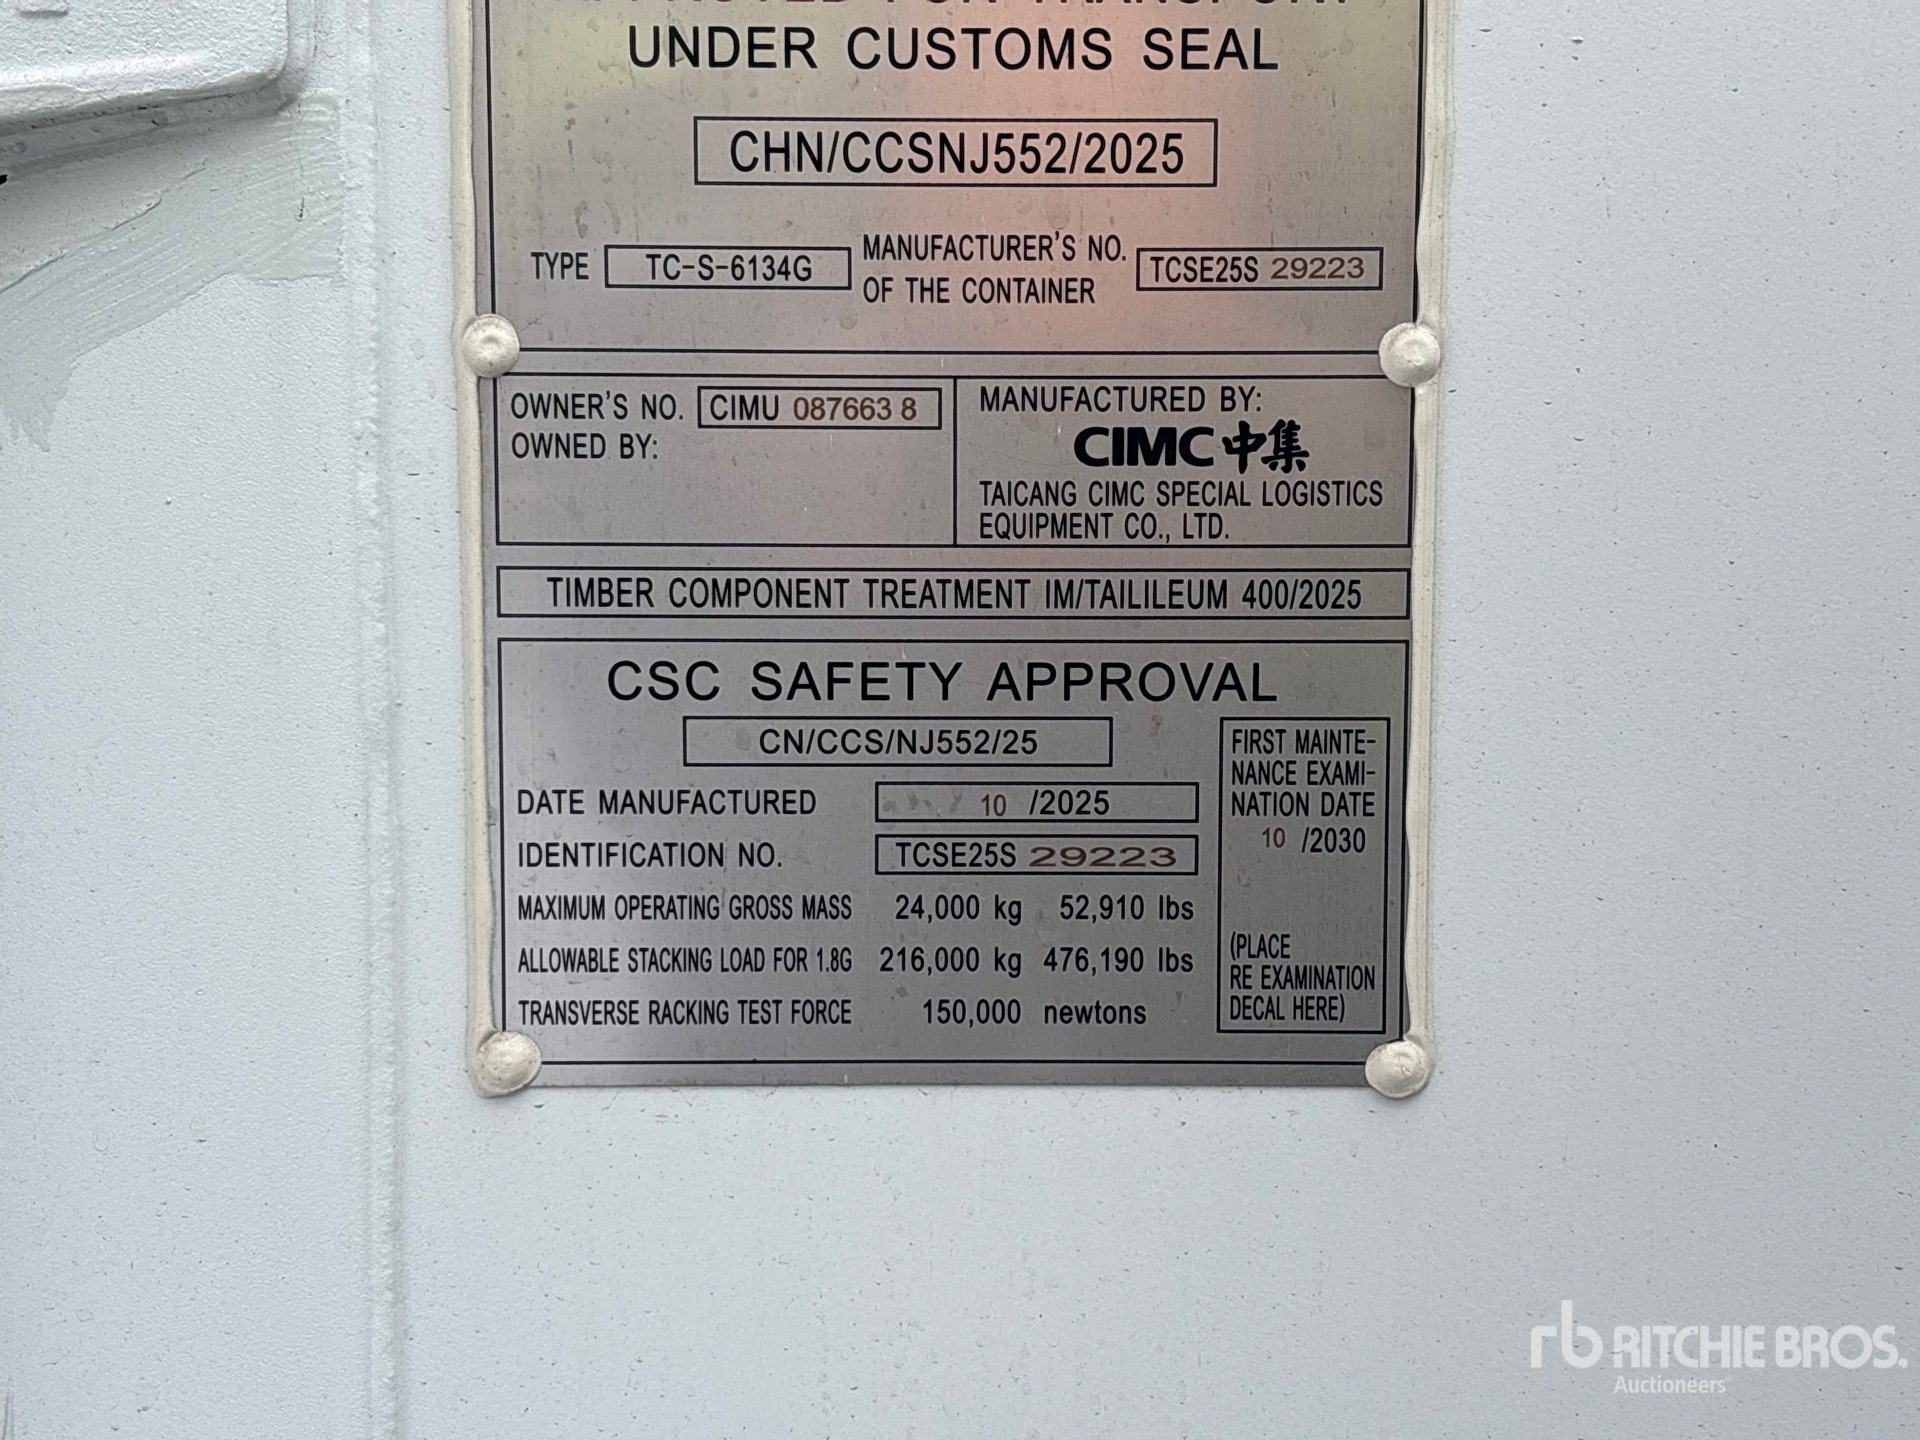 APPROVED FOR TRANSPORT
UNDER CUSTOMS SEAL
CHN/CCSNJ552/2025
TYPE TC-S-6134G MANUFACTURER'S NO. OF THE CONTAINER TCSE25S 29223
OWNER'S NO. CIMU 087663 8
OWNED BY:
MANUFACTURED BY:
CIMC中集
TAICANG CIMC SPECIAL LOGISTICS
EQUIPMENT CO., LTD.
TIMBER COMPONENT TREATMENT IM/TAILILEUM 400/2025
CSC SAFETY APPROVAL
CN/CCS/NJ552/25
DATE MANUFACTURED 10 /2025
IDENTIFICATION NO. TCSE25S 29223
MAXIMUM OPERATING GROSS MASS 24,000 kg 52,910 lbs
ALLOWABLE STACKING LOAD FOR 1.8G 216,000 kg 476,190 lbs
TRANSVERSE RACKING TEST FORCE 150,000 newtons
FIRST MAINTE-
NANCE EXAMI-
NATION DATE
10 /2030
(PLACE
RE EXAMINATION
DECAL HERE)
rb RITCHIE BROS.
Auctioneers